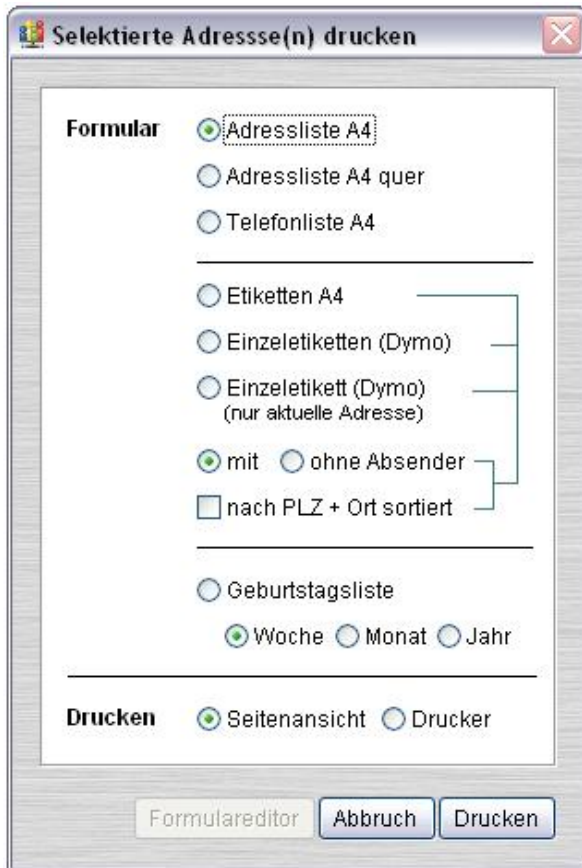 Selektierte Adressse(n) drucken
Formular
Adressliste A4
Adressliste A4 quer
Telefonliste A4
Etiketten A4
Einzeletiketten (Dymo)
Einzeletikett (Dymo)
(nur aktuelle Adresse)
mit ohne Absender
nach PLZ + Ort sortiert
Geburtstagsliste
Woche Monat Jahr
Drucken Seitenansicht Drucker
Formulareditor Abbruch Drucken